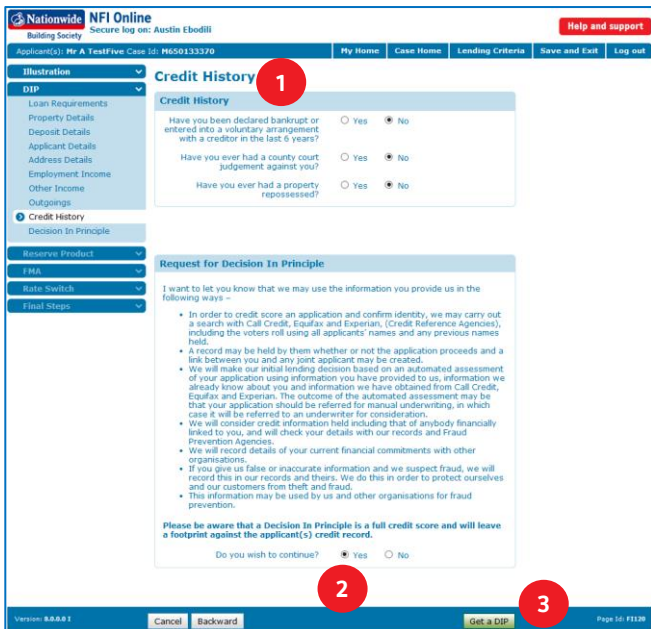 Nationwide
Building Society
NFI Online
Secure log on: Austin Ebodili
Help and support
Applicant(s): Mr A TestFive Case Id: M650133370
My Home
Case Home
Lending Criteria
Save and Exit
Log out
Illustration
DIP
Loan Requirements
Property Details
Deposit Details
Applicant Details
Address Details
Employment Income
Other Income
Outgoings
Credit History
Decision In Principle
Reserve Product
FMA
Rate Switch
Final Steps
Credit History
1
Credit History
Have you been declared bankrupt or
entered into a voluntary arrangement
with a creditor in the last 6 years?
Yes No
Have you ever had a county court
judgement against you?
Yes No
Have you ever had a property
repossessed?
Yes No
Request for Decision In Principle
I want to let you know that we may use the information you provide us in the
following ways –
• In order to credit score an application and confirm identity, we may carry out
a search with Call Credit, Equifax and Experian, (Credit Reference Agencies),
including the voters roll using all applicants' names and any previous names
held.
• A record may be held by them whether or not the application proceeds and a
link between you and any joint applicant may be created.
• We will make our initial lending decision based on an automated assessment
of your application using information you have provided to us, information we
already know about you and information we have obtained from Call Credit,
Equifax and Experian. The outcome of the automated assessment may be
that your application should be referred for manual underwriting, in which
case it will be referred to an underwriter for consideration.
• We will consider credit information held including that of anybody financially
linked to you, and will check your details with our records and Fraud
Prevention Agencies.
• We will record details of your current financial commitments with other
organisations.
• If you give us false or inaccurate information and we suspect fraud, we will
record this in our records and theirs. We do this in order to protect ourselves
and our customers from theft and fraud.
• This information may be used by us and other organisations for fraud
prevention.
Please be aware that a Decision In Principle is a full credit score and will leave
a footprint against the applicant(s) credit record.
Do you wish to continue?
Yes No
2
Version: 8.0.0.0 I
Cancel
Backward
Get a DIP
3
Page Id: FI120